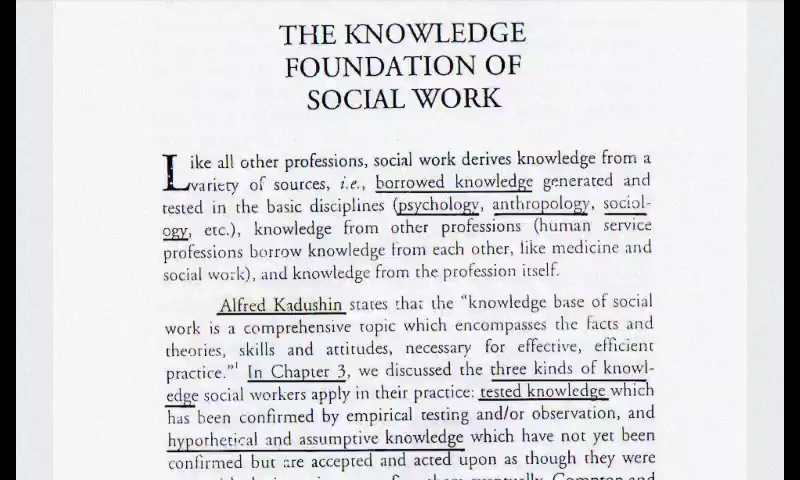 THE KNOWLEDGE
FOUNDATION OF
SOCIAL WORK
Like all other professions, social work derives knowledge from a
variety of sources, i.e., borrowed knowledge generated and
tested in the basic disciplines (psychology, anthropology, sociol-
ogy, etc.), knowledge from other professions (human service
professions borrow knowledge from each other, like medicine and
social work), and knowledge from the profession itself.
Alfred Kadushin states that the “knowledge base of social
work is a comprehensive topic which encompasses the facts and
theories, skills and attitudes, necessary for effective, efficient
practice.”¹ In Chapter 3, we discussed the three kinds of knowl-
edge social workers apply in their practice: tested knowledge which
has been confirmed by empirical testing and/or observation, and
hypothetical and assumptive knowledge which have not yet been
confirmed but are accepted and acted upon as though they were